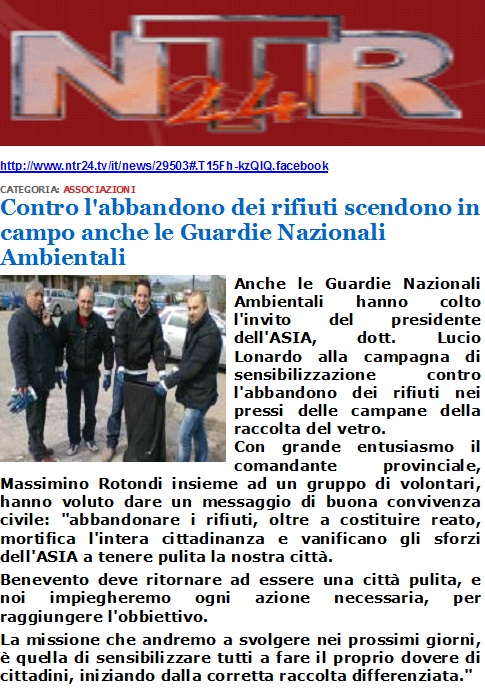 NTR
24
http://www.ntr24.tv/it/news/29503#.T15Fh-kzQIQ.facebook
CATEGORIA: ASSOCIAZIONI
Contro l'abbandono dei rifiuti scendono in
campo anche le Guardie Nazionali
Ambientali
Anche le Guardie Nazionali
Ambientali hanno colto
l'invito del presidente
dell'ASIA, dott. Lucio
Lonardo alla campagna di
sensibilizzazione contro
l'abbandono dei rifiuti nei
pressi delle campane della
raccolta del vetro.
Con grande entusiasmo il
comandante provinciale,
Massimino Rotondi insieme ad un gruppo di volontari,
hanno voluto dare un messaggio di buona convivenza
civile: "abbandonare i rifiuti, oltre a costituire reato,
mortifica l'intera cittadinanza e vanificano gli sforzi
dell'ASIA a tenere pulita la nostra città.
Benevento deve ritornare ad essere una città pulita, e
noi impiegheremo ogni azione necessaria, per
raggiungere l'obbiettivo.
La missione che andremo a svolgere nei prossimi giorni,
è quella di sensibilizzare tutti a fare il proprio dovere di
cittadini, iniziando dalla corretta raccolta differenziata."